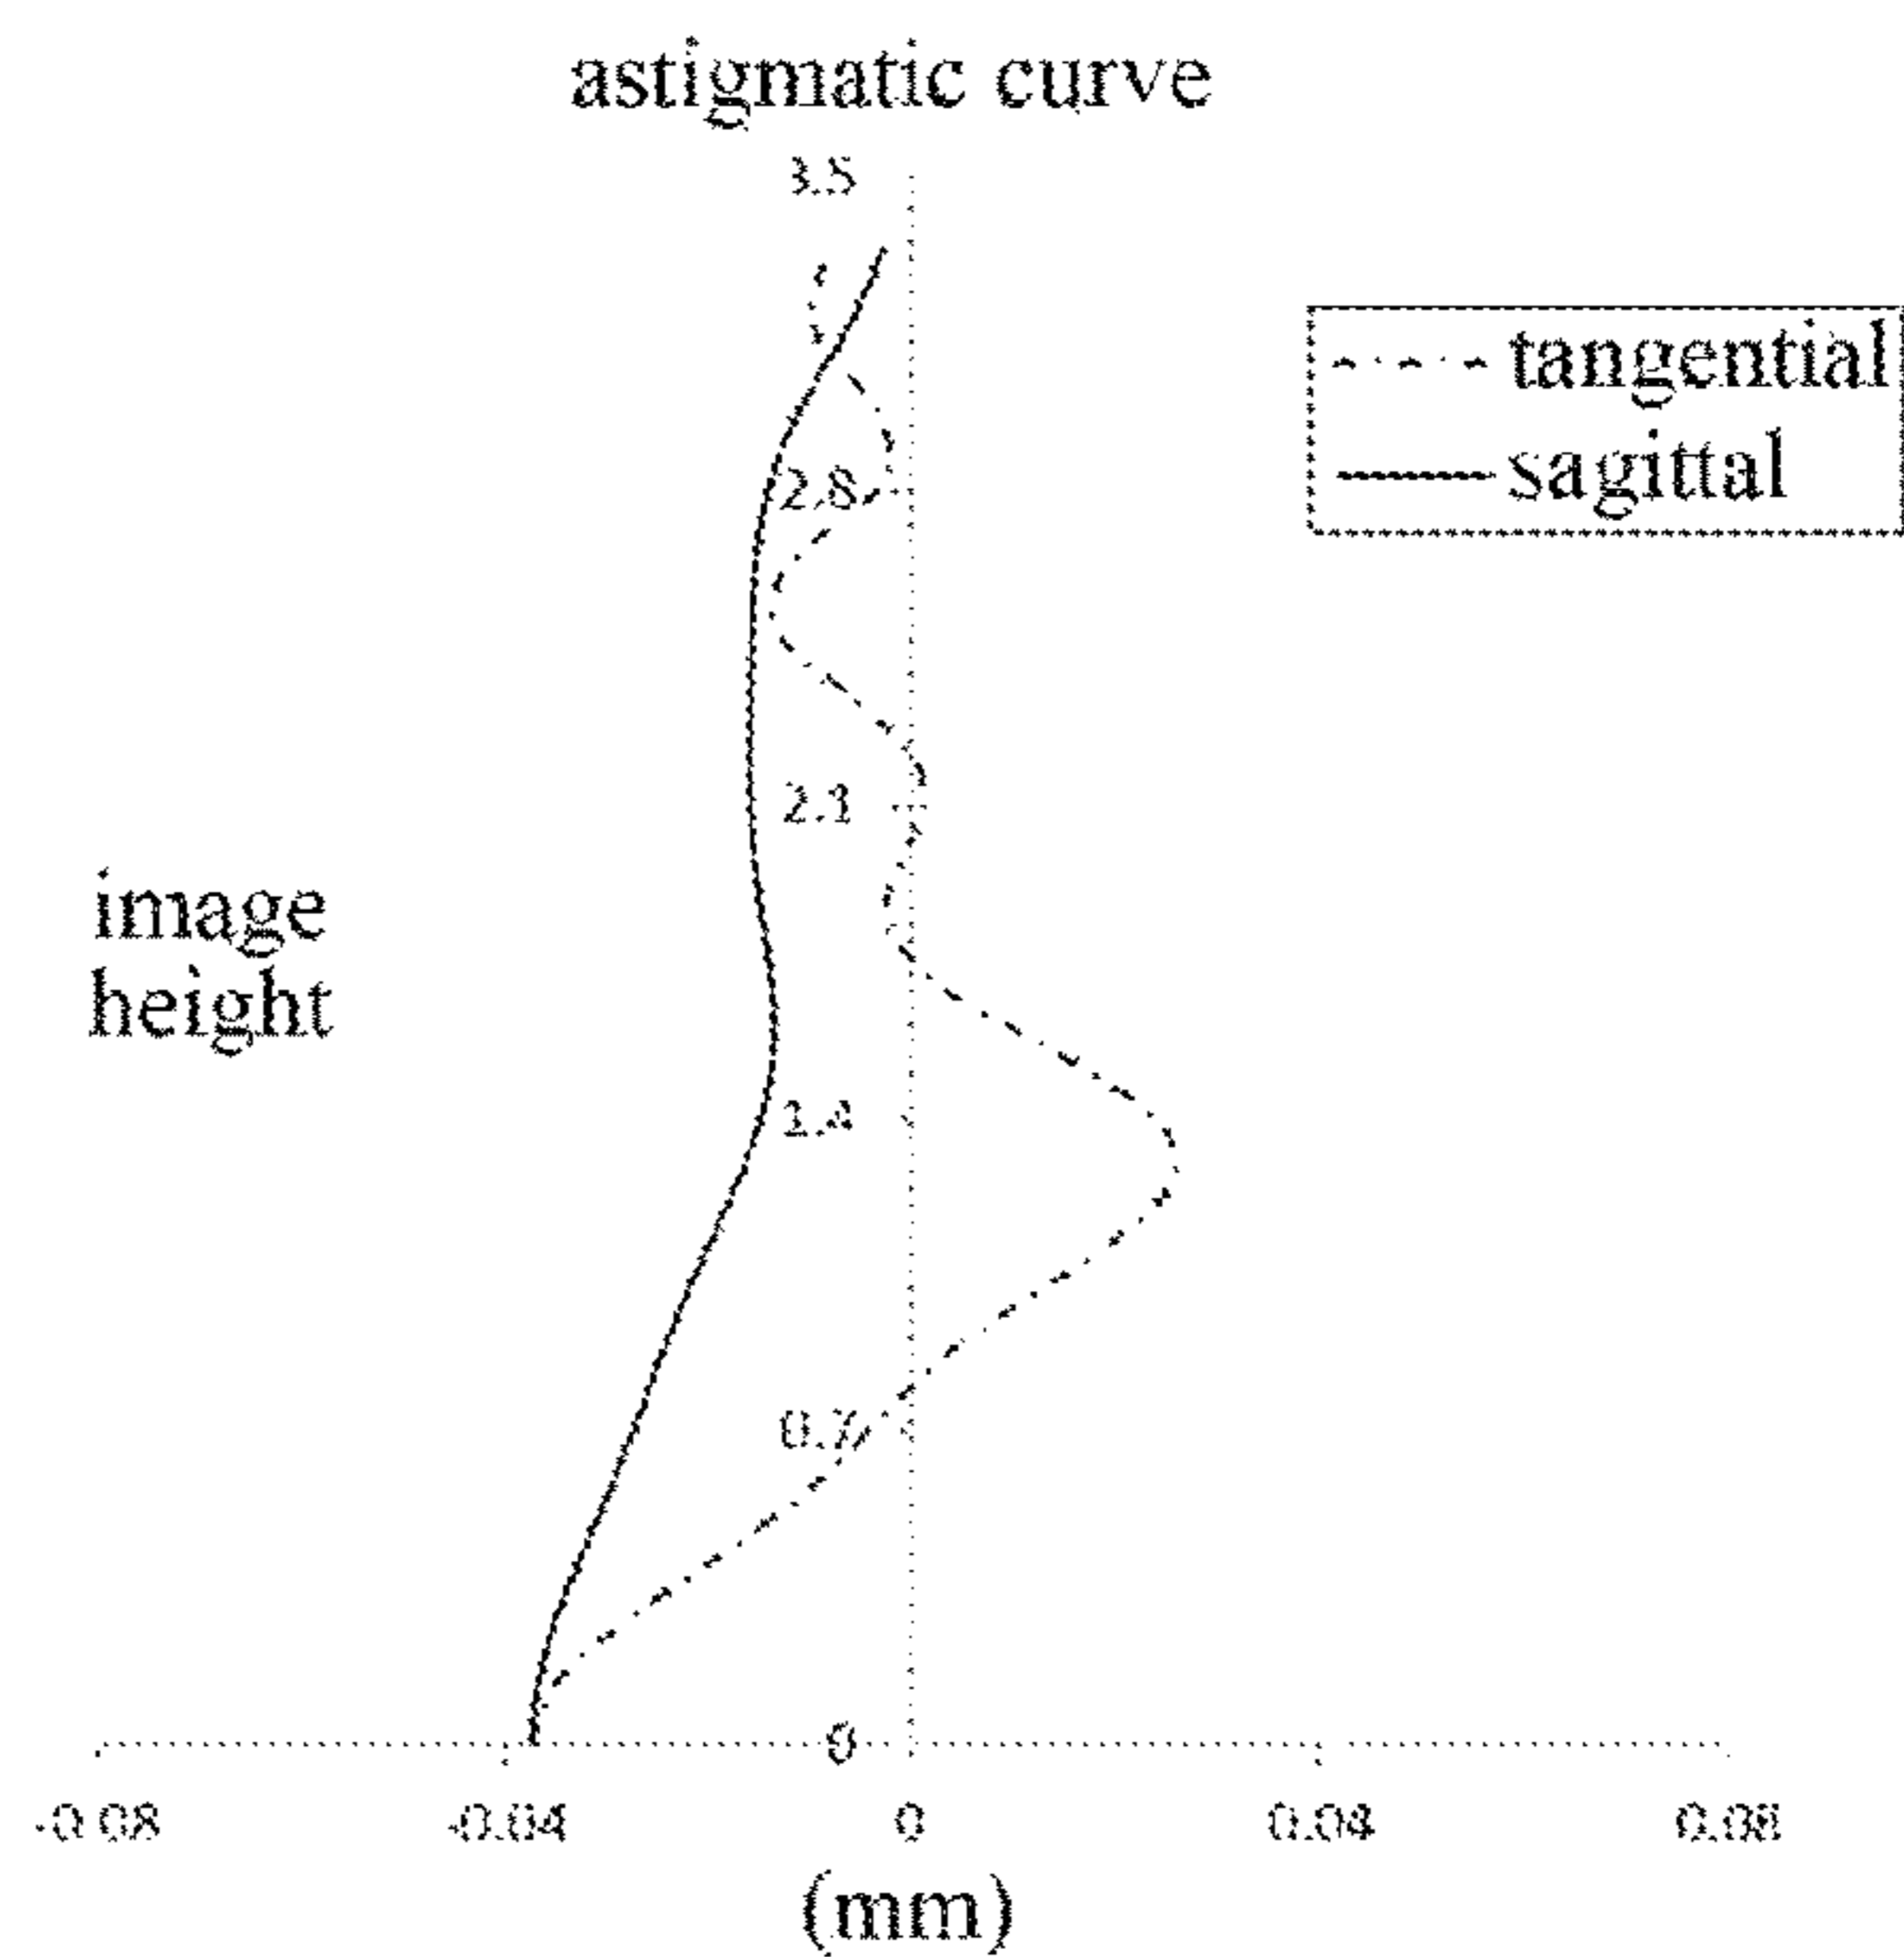 astigmatic curve
3.5
tangential
sagittal
2.8
2.1
image
height
1.4
0.7
0
-0.08 -0.04 0 0.04 0.08
(mm)